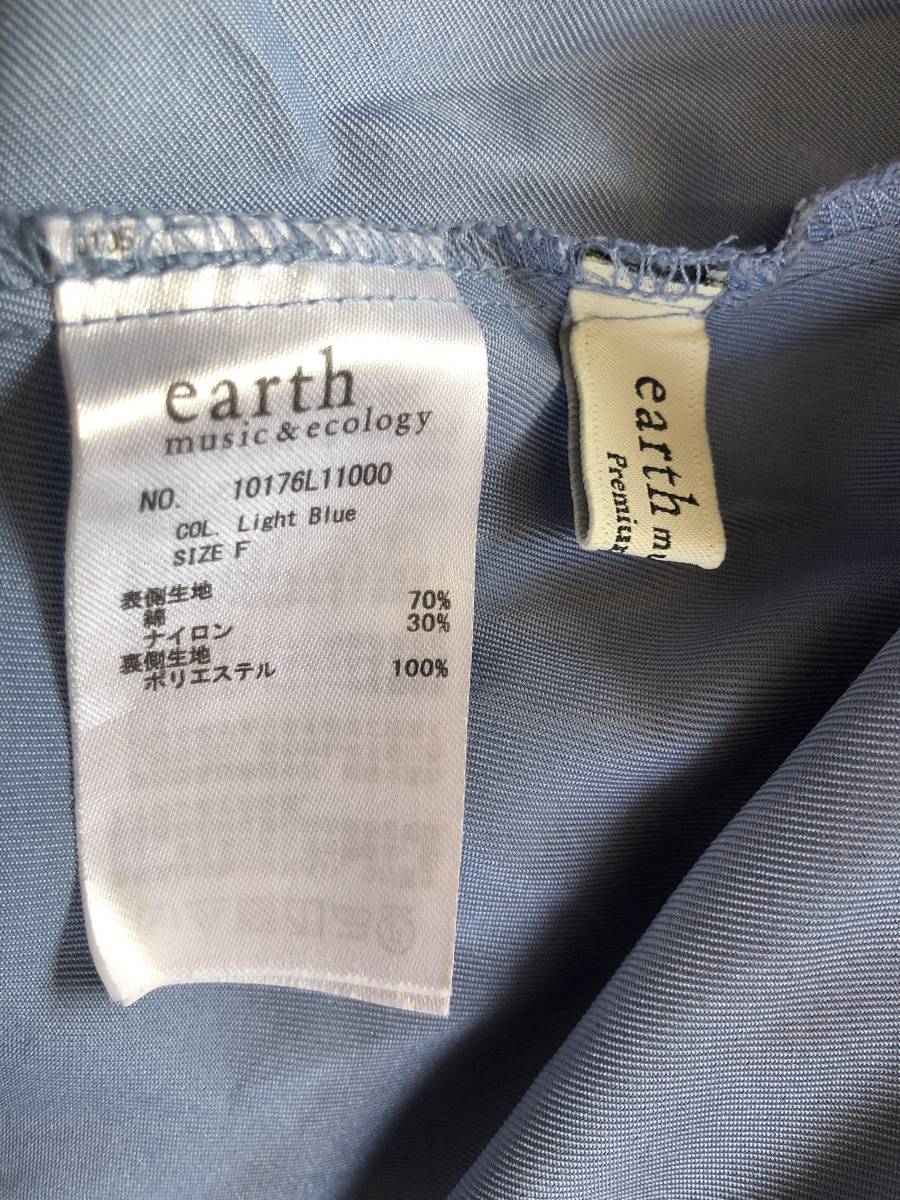 earth
music&ecology
NO. 10176L11000
COL. Light Blue
SIZE F
表側生地
綿 70%
ナイロン 30%
裏側生地
ポリエステル 100%
earth mu
Premium